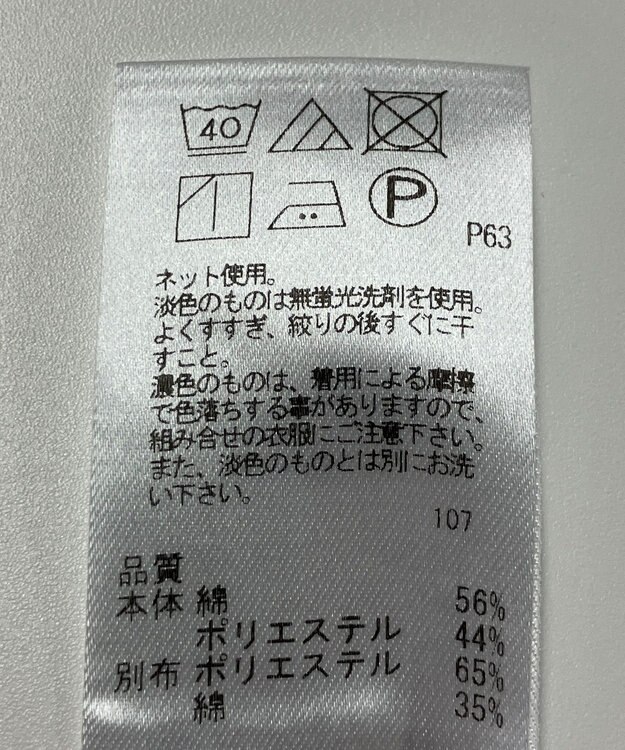 40
P
P63
ネット使用。
淡色のものは無蛍光洗剤を使用。
よくすすぎ、絞りの後すぐに干
すこと。
濃色のものは、着用による摩擦
で色落ちする事がありますので、
組み合せの衣服にご注意下さい。
また、淡色のものとは別にお洗
い下さい。
107
品質
本体 綿 56%
ポリエステル 44%
別布 ポリエステル 65%
綿 35%